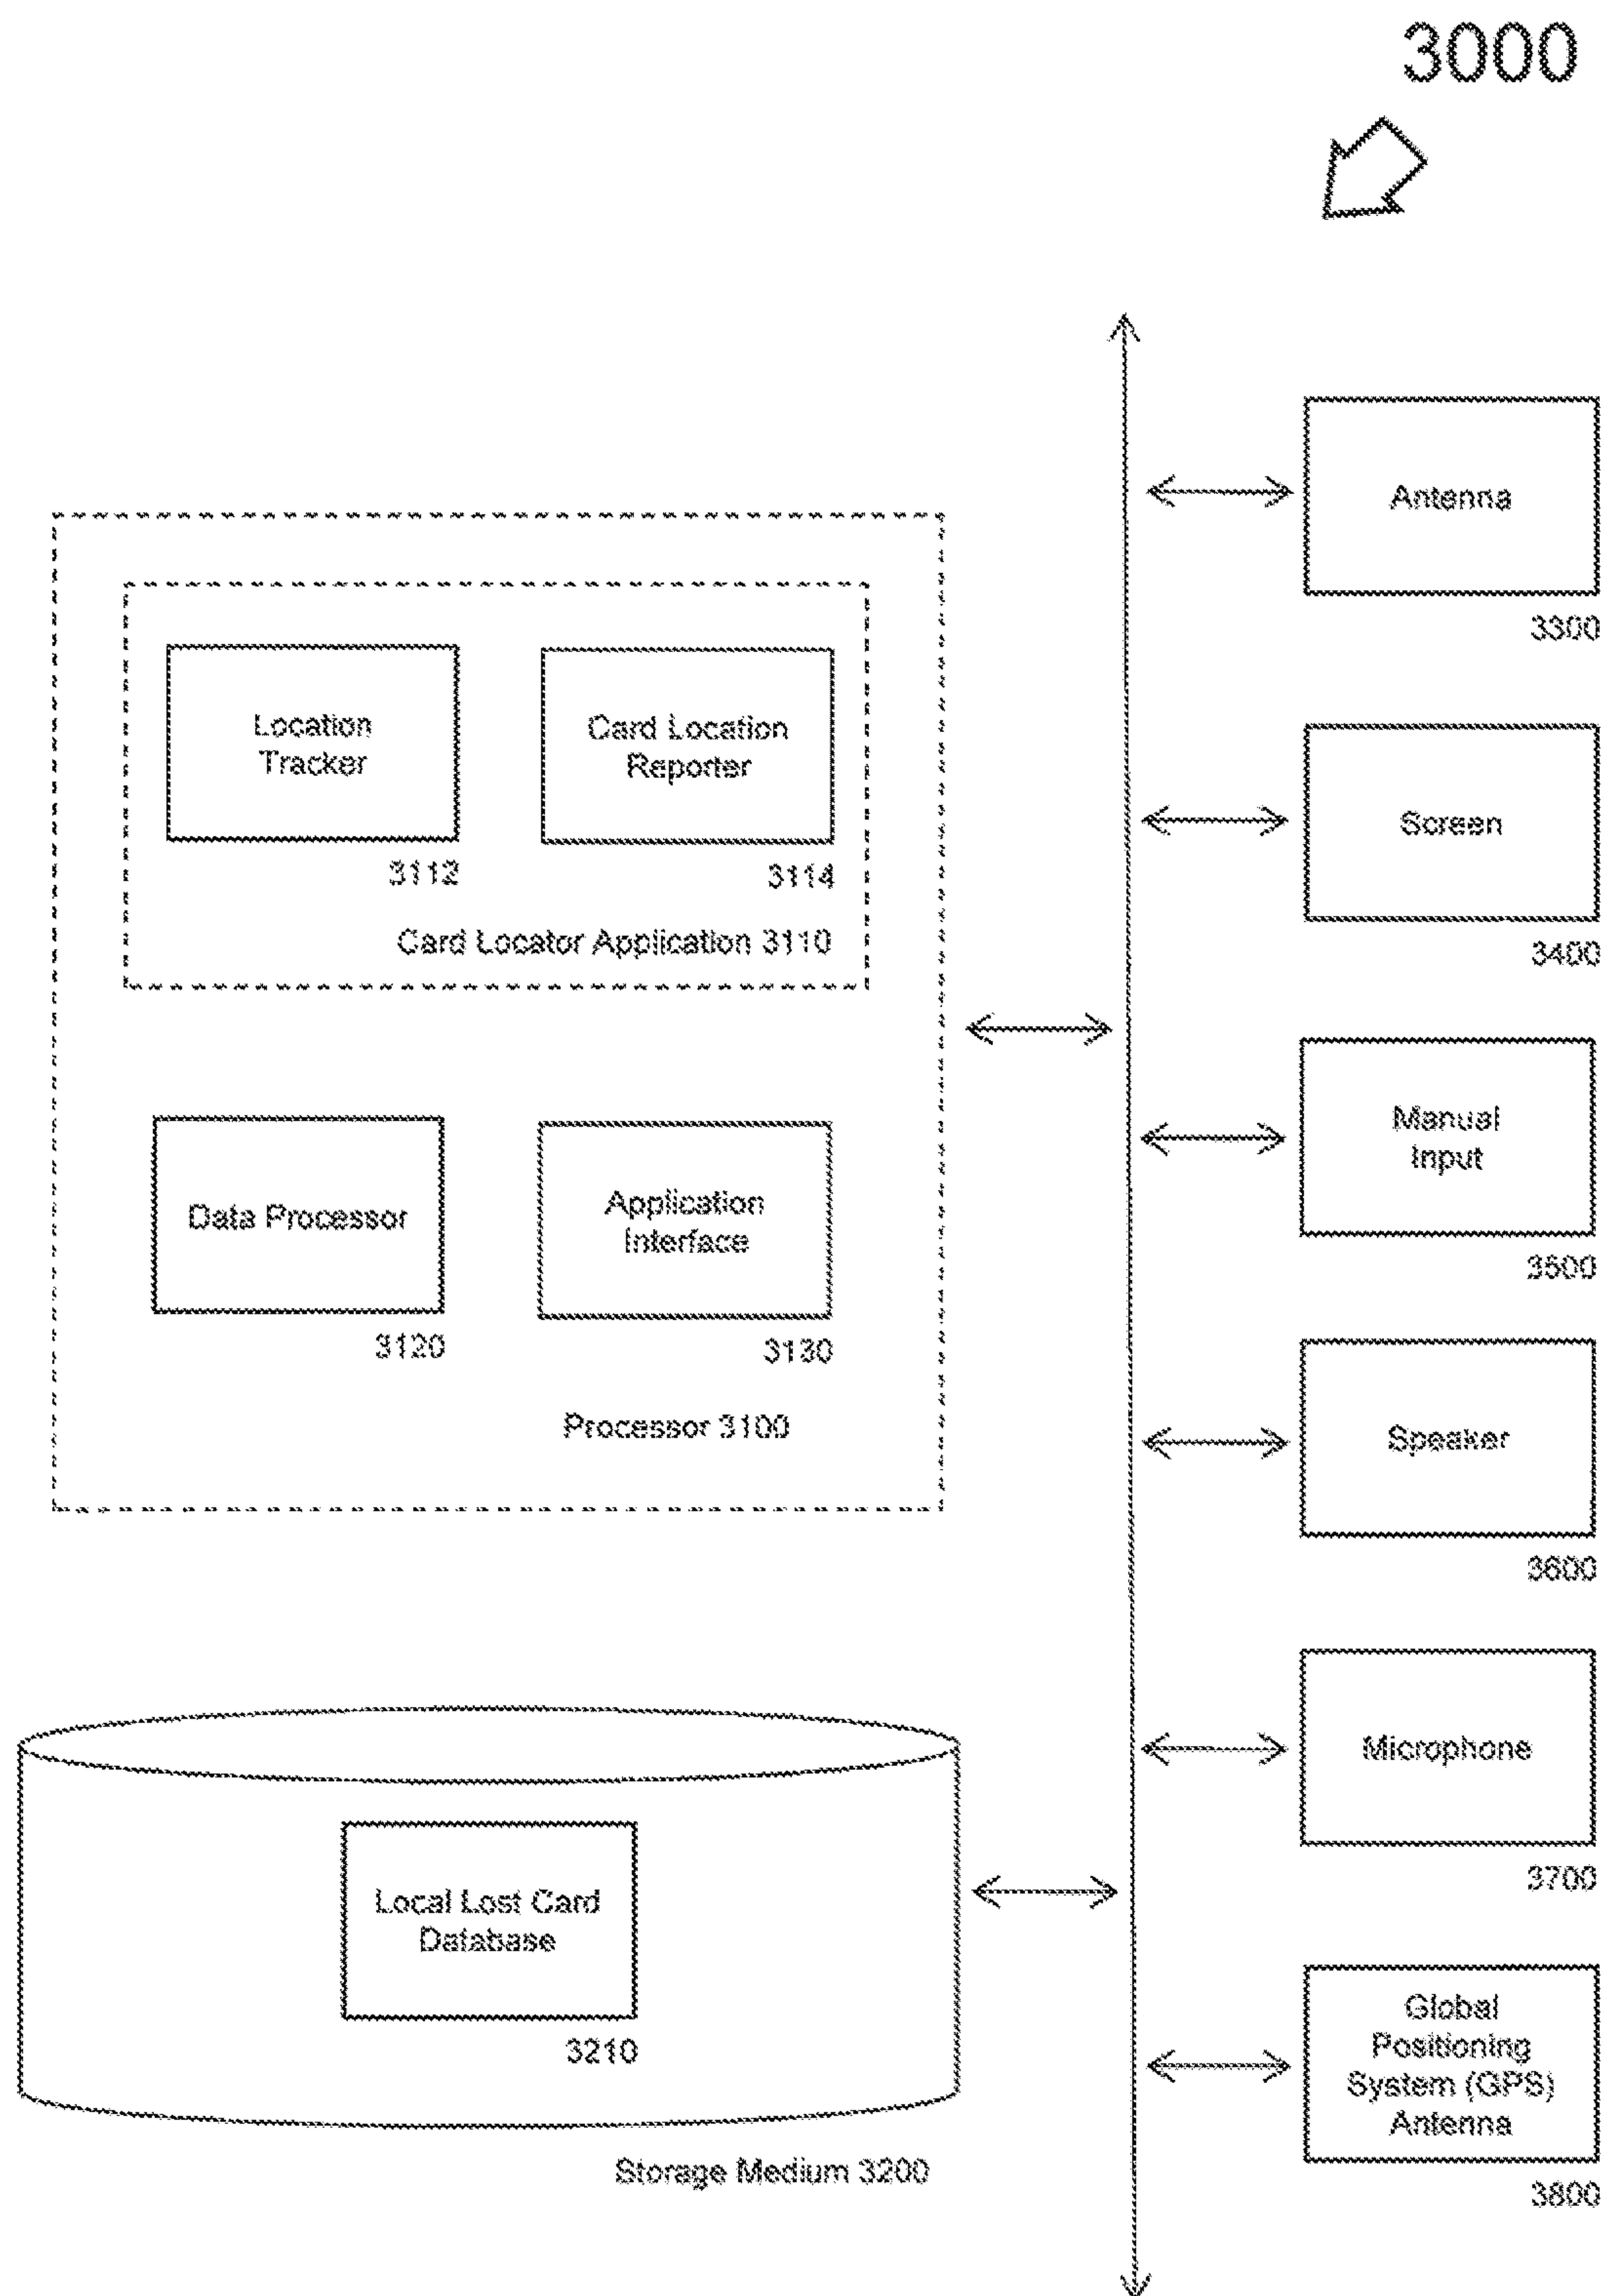 3000
Antenna
3300
Location
Tracker
3112
Card Location
Reporter
3114
Card Locator Application 3110
Screen
3400
Data Processor
3120
Application
Interface
3130
Processor 3100
Manual
Input
3500
Speaker
3600
Microphone
3700
Local Lost Card
Database
3210
Storage Medium 3200
Global
Positioning
System (GPS)
Antenna
3800